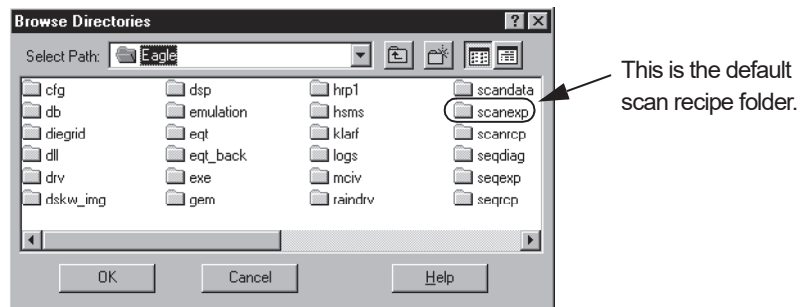 Browse Directories
Select Path: Eagle
cfg dsp hrp1 scandata
db emulation hsms scanexp
diegrid eqt klarf scanrcp
dll eqt_back logs seqdiag
drv exe mciv seqexp
dskw_img gem raindrv seqrcp
OK Cancel Help
This is the default
scan recipe folder.